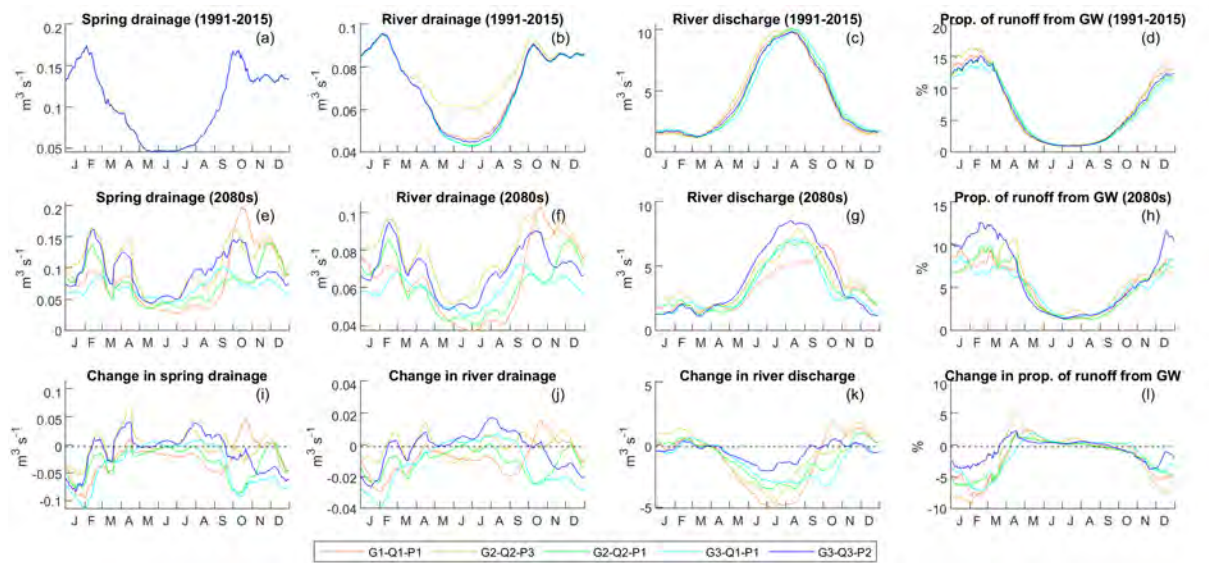 Spring drainage (1991-2015) River drainage (1991-2015) River discharge (1991-2015) Prop. of runoff from GW (1991-2015)
(a) (b) (c) (d)
m³ s⁻¹ m³ s⁻¹ m³ s⁻¹ %
0.2 0.15 0.1 0.05
0.1 0.08 0.06 0.04
10 5 0
20 15 10 5 0
J F M A M J J A S O N D J F M A M J J A S O N D J F M A M J J A S O N D J F M A M J J A S O N D
Spring drainage (2080s) River drainage (2080s) River discharge (2080s) Prop. of runoff from GW (2080s)
(e) (f) (g) (h)
m³ s⁻¹ m³ s⁻¹ m³ s⁻¹ %
0.2 0.15 0.1 0.05 0
0.1 0.08 0.06 0.04
10 5 0
15 10 5 0
J F M A M J J A S O N D J F M A M J J A S O N D J F M A M J J A S O N D J F M A M J J A S O N D
Change in spring drainage Change in river drainage Change in river discharge Change in prop. of runoff from GW
(i) (j) (k) (l)
m³ s⁻¹ m³ s⁻¹ m³ s⁻¹ %
0.05 0 -0.05 -0.1
0.04 0.02 0 -0.02 -0.04
5 0 -5
10 5 0 -5 -10
J F M A M J J A S O N D J F M A M J J A S O N D J F M A M J J A S O N D J F M A M J J A S O N D
G1-Q1-P1 G2-Q2-P3 G2-Q2-P1 G3-Q1-P1 G3-Q3-P2